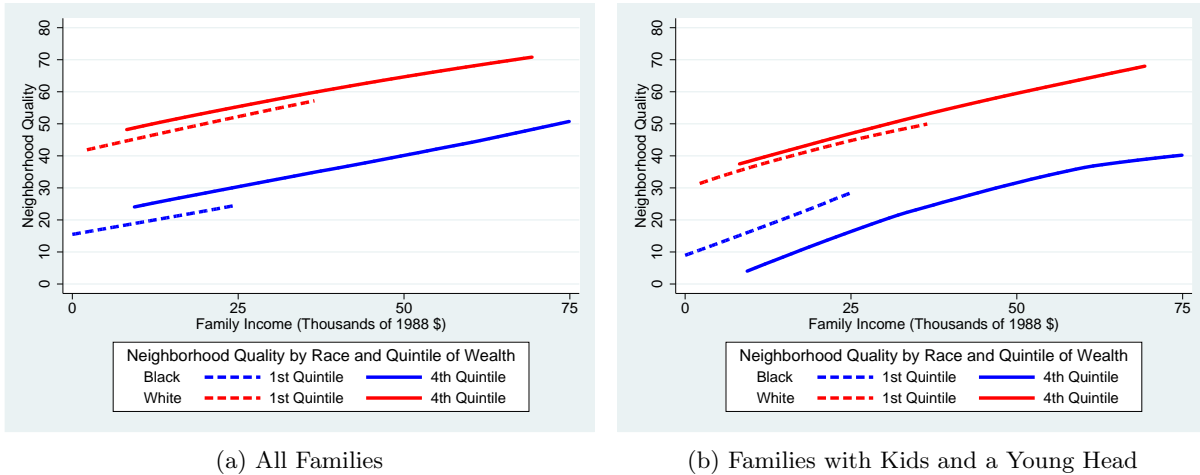 Neighborhood Quality
80
70
60
50
40
30
20
10
0
0 25 50 75
Family Income (Thousands of 1988 $)
Neighborhood Quality by Race and Quintile of Wealth
Black 1st Quintile 4th Quintile
White 1st Quintile 4th Quintile
(a) All Families
Neighborhood Quality
80
70
60
50
40
30
20
10
0
0 25 50 75
Family Income (Thousands of 1988 $)
Neighborhood Quality by Race and Quintile of Wealth
Black 1st Quintile 4th Quintile
White 1st Quintile 4th Quintile
(b) Families with Kids and a Young Head